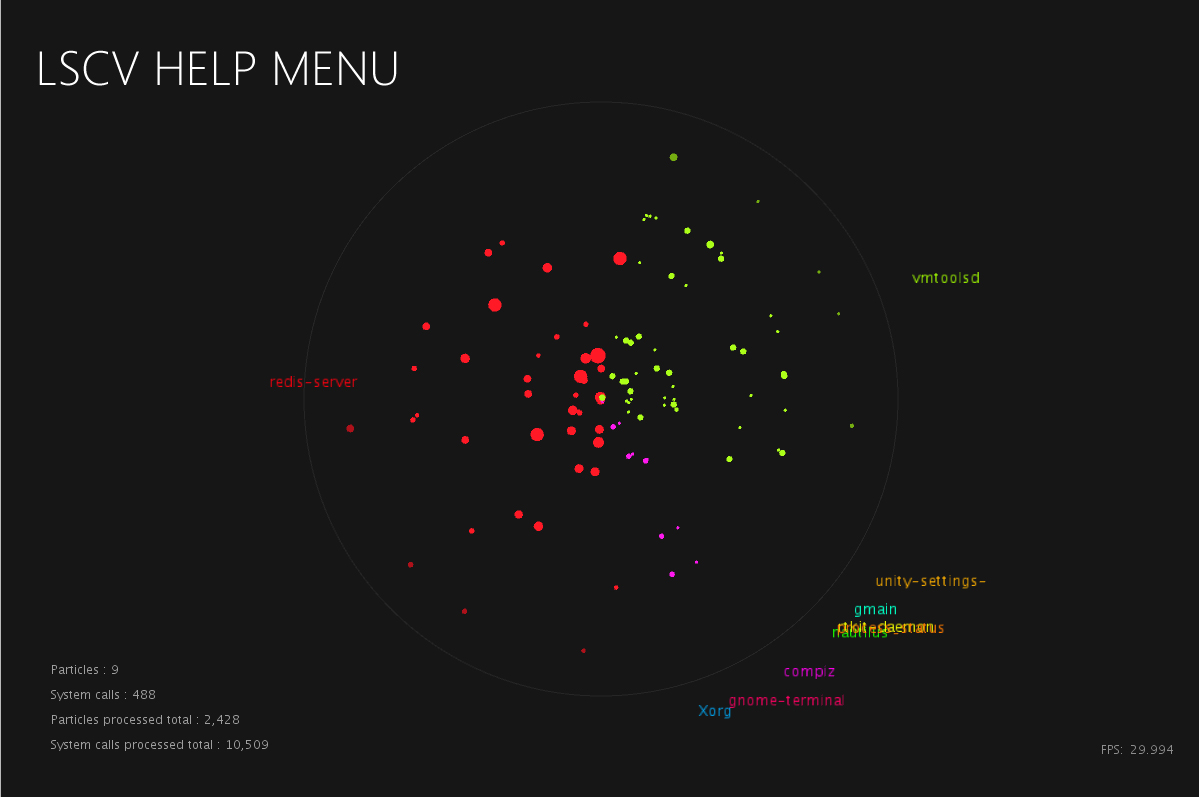 LSCV HELP MENU
vmtoolsd
redis-server
unity-settings-
gmain
rtkit-daemon
nautilus
compiz
gnome-terminal
Xorg
Particles : 9
System calls : 488
Particles processed total : 2,428
System calls processed total : 10,509
FPS: 29.994